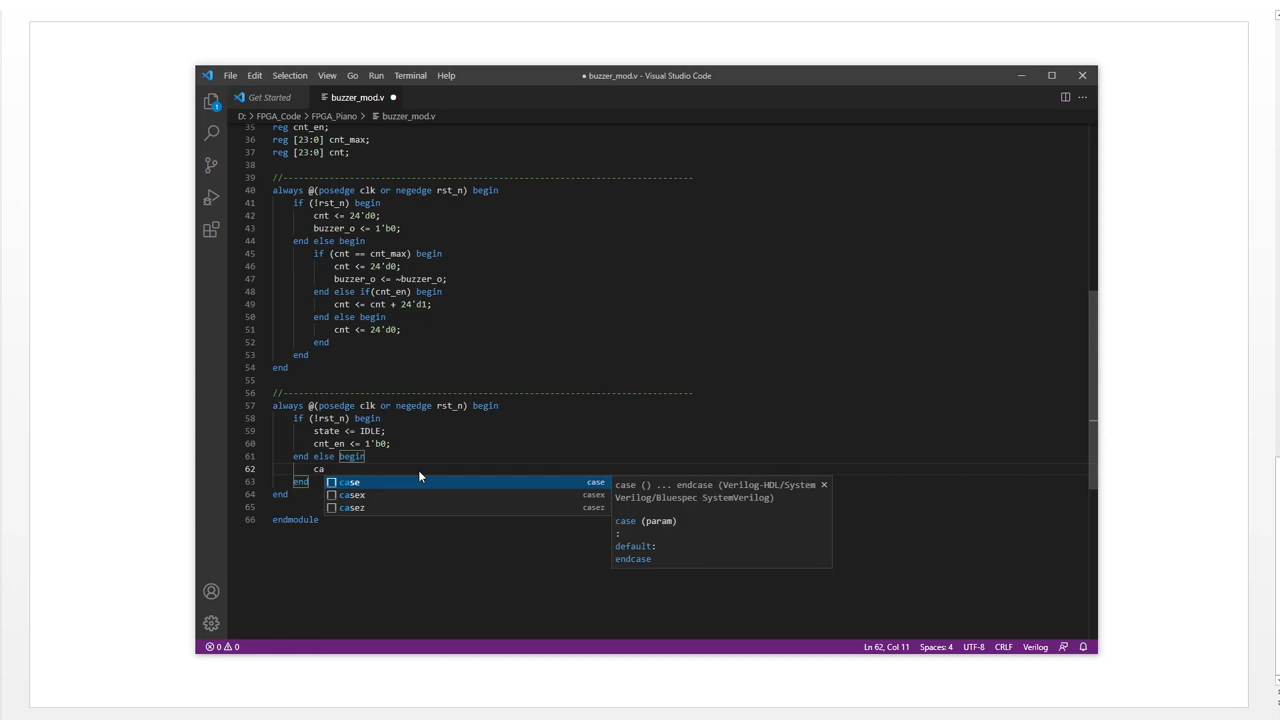 File Edit Selection View Go Run Terminal Help
● buzzer_mod.v - Visual Studio Code
1
Get Started
buzzer_mod.v ●
D: > FPGA_Code > FPGA_Piano > buzzer_mod.v
35 reg cnt_en;
36 reg [23:0] cnt_max;
37 reg [23:0] cnt;
38
39 //--------------------------------------------------------------------------------
40 always @(posedge clk or negedge rst_n) begin
41 if (!rst_n) begin
42 cnt <= 24'd0;
43 buzzer_o <= 1'b0;
44 end else begin
45 if (cnt == cnt_max) begin
46 cnt <= 24'd0;
47 buzzer_o <= ~buzzer_o;
48 end else if(cnt_en) begin
49 cnt <= cnt + 24'd1;
50 end else begin
51 cnt <= 24'd0;
52 end
53 end
54 end
55
56 //--------------------------------------------------------------------------------
57 always @(posedge clk or negedge rst_n) begin
58 if (!rst_n) begin
59 state <= IDLE;
60 cnt_en <= 1'b0;
61 end else begin
62 ca
63 end
64 end
65
66 endmodule
case case
casex casex
casez casez
case () ... endcase (Verilog-HDL/System
Verilog/Bluespec SystemVerilog)
case (param)
:
default:
endcase
0 0
Ln 62, Col 11 Spaces: 4 UTF-8 CRLF Verilog